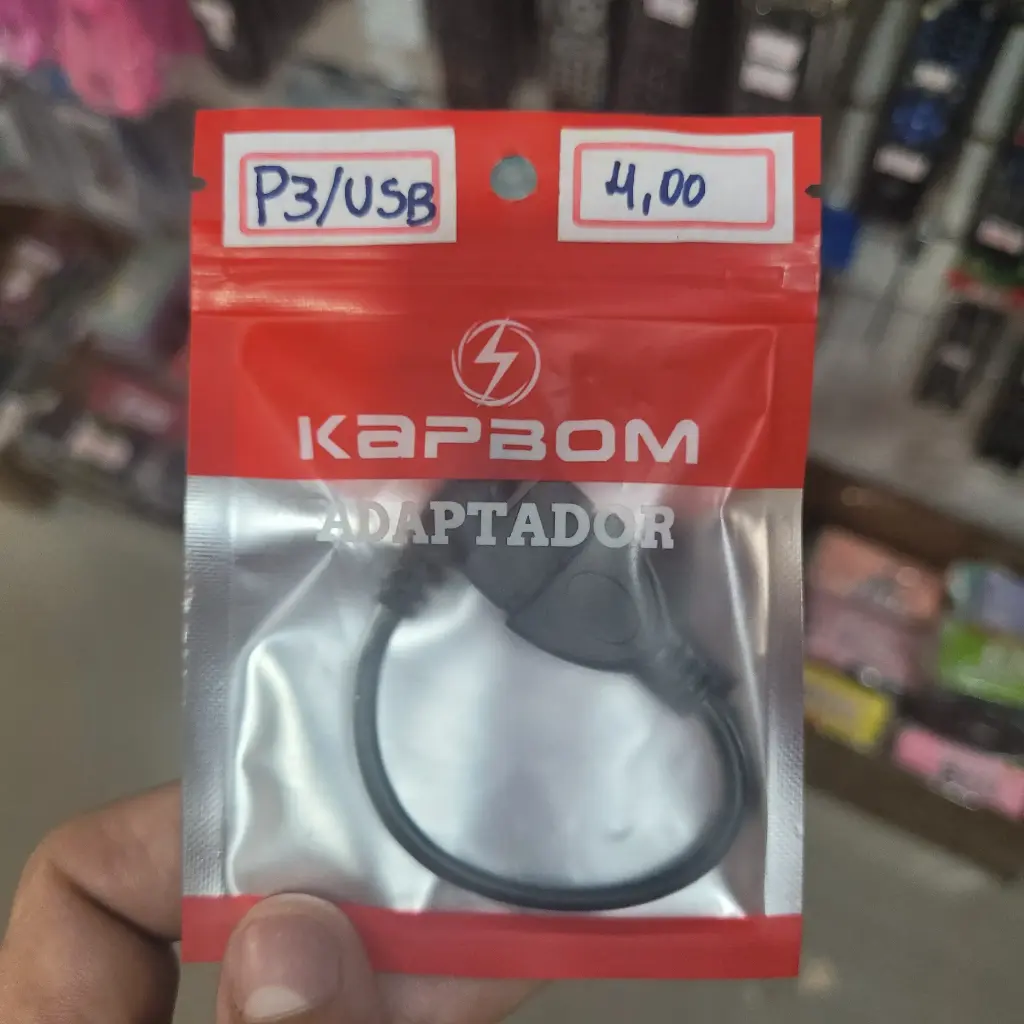 P3/USB
4,00
KAPBOM
ADAPTADOR